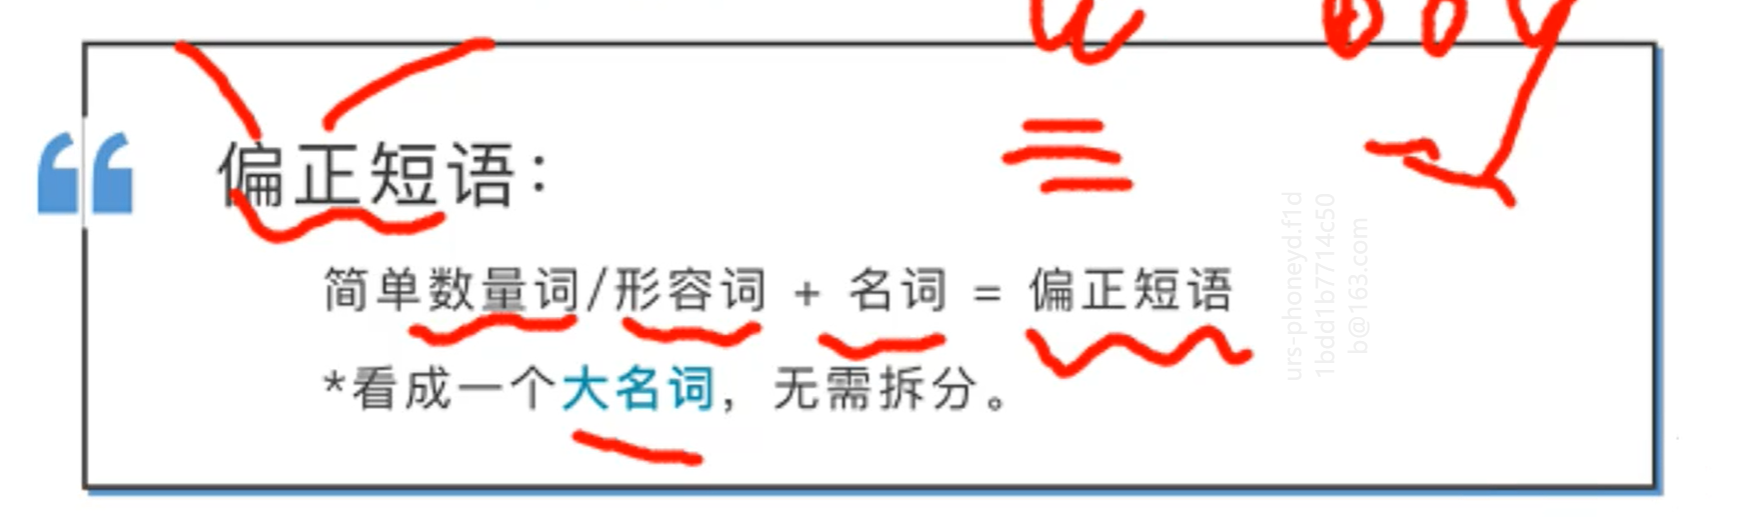 a boy
偏正短语：
简单数量词/形容词 + 名词 = 偏正短语
*看成一个大名词，无需拆分。
urs-phoneyd.f1d
1bdd1b7714c50
b@163.com